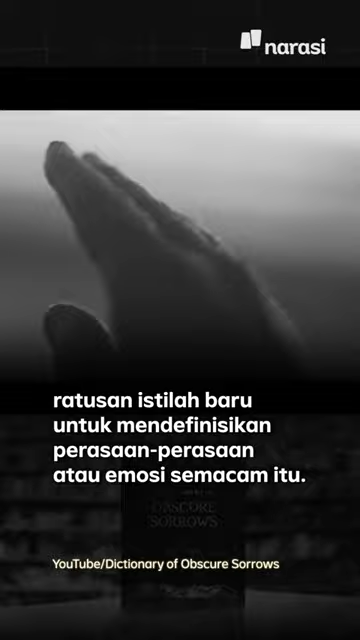 narasi
ratusan istilah baru
untuk mendefinisikan
perasaan-perasaan
atau emosi semacam itu.
OBSCURE
SORROWS
YouTube/Dictionary of Obscure Sorrows